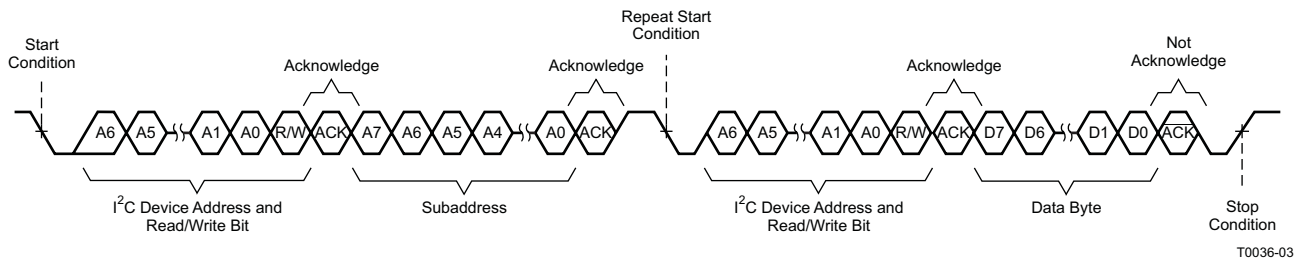 Repeat Start
Condition
Start
Condition
Not
Acknowledge
Acknowledge
Acknowledge
Acknowledge
A6 A5 A1 A0 R/W ACK A7 A6 A5 A4 A0 ACK A6 A5 A1 A0 R/W ACK D7 D6 D1 D0 ACK
I²C Device Address and
Read/Write Bit
Subaddress
I²C Device Address and
Read/Write Bit
Data Byte
Stop
Condition
T0036-03